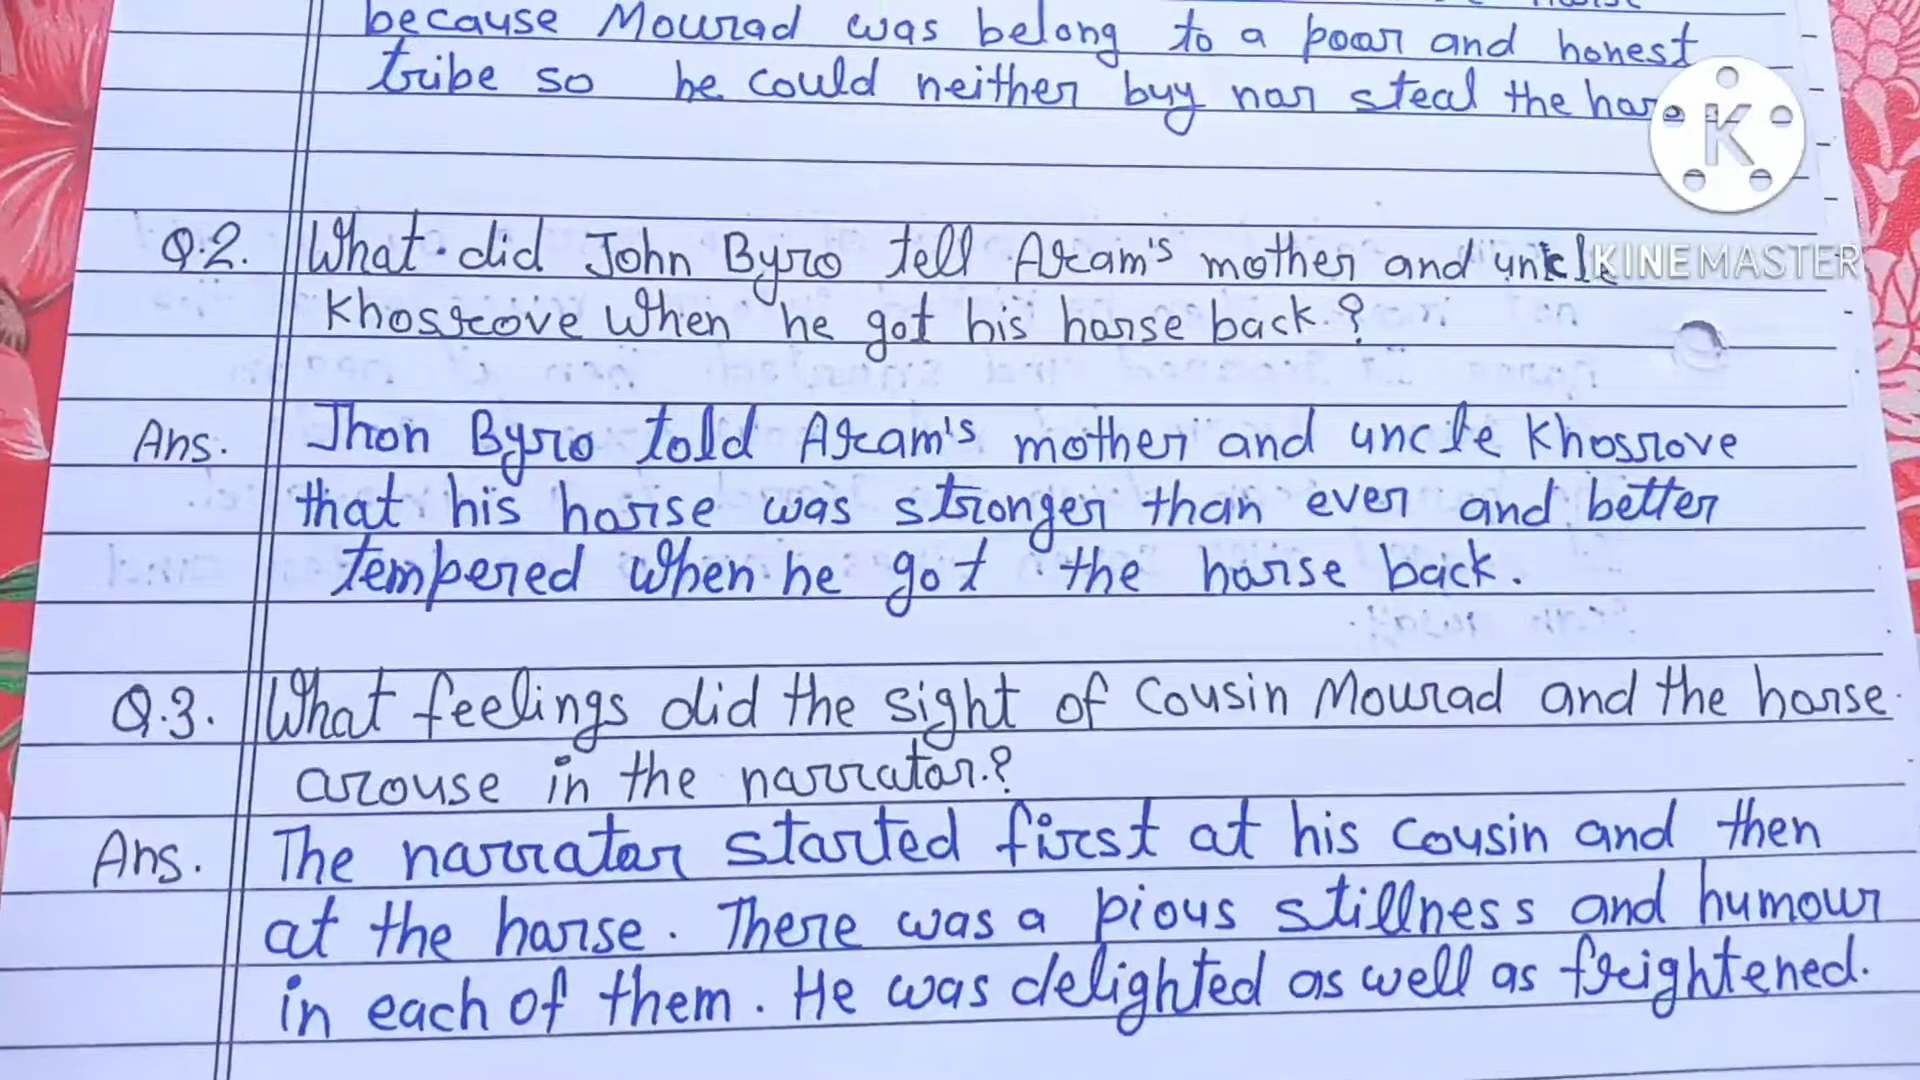 because Mourad was belong to a poor and honest
tribe so he could neither buy nor steal the
K
KINEMASTER
Q.2. What did John Byro tell Aram's mother and unkle
Khosrove When he got his horse back.?
Ans. Jhon Byro told Aram's mother and uncle Khosrove
that his horse was stronger than ever and better
tempered when he got the horse back.
Q.3. What feelings did the sight of Cousin Mourad and the horse
arouse in the narrator.?
Ans. The narrator started first at his cousin and then
at the horse. There was a pious stillness and humour
in each of them. He was delighted as well as frightened.